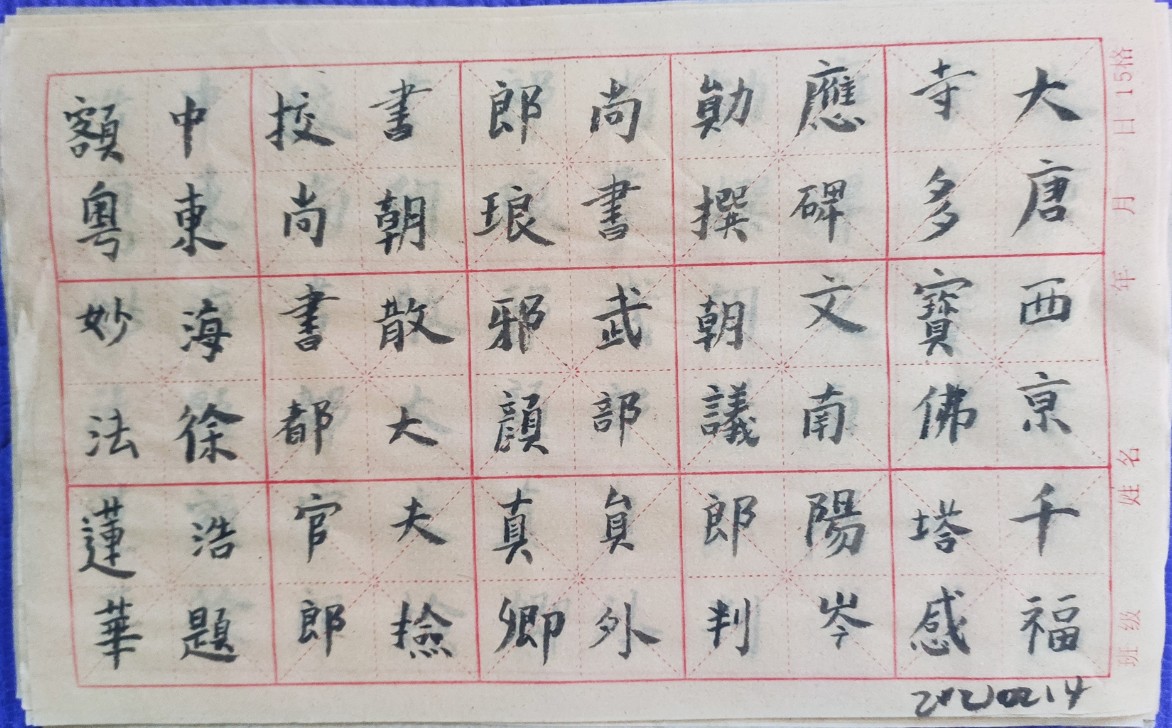 大唐西京千福
寺多寶佛塔感
應碑文南陽岑
勛撰朝議郎判
尚書武部員外
郎琅邪顏真卿
書朝散大夫撿
挍尚書都官郎
中東海徐浩題
額粤妙法蓮華
班级 姓名 年 月 日 15格
20210214